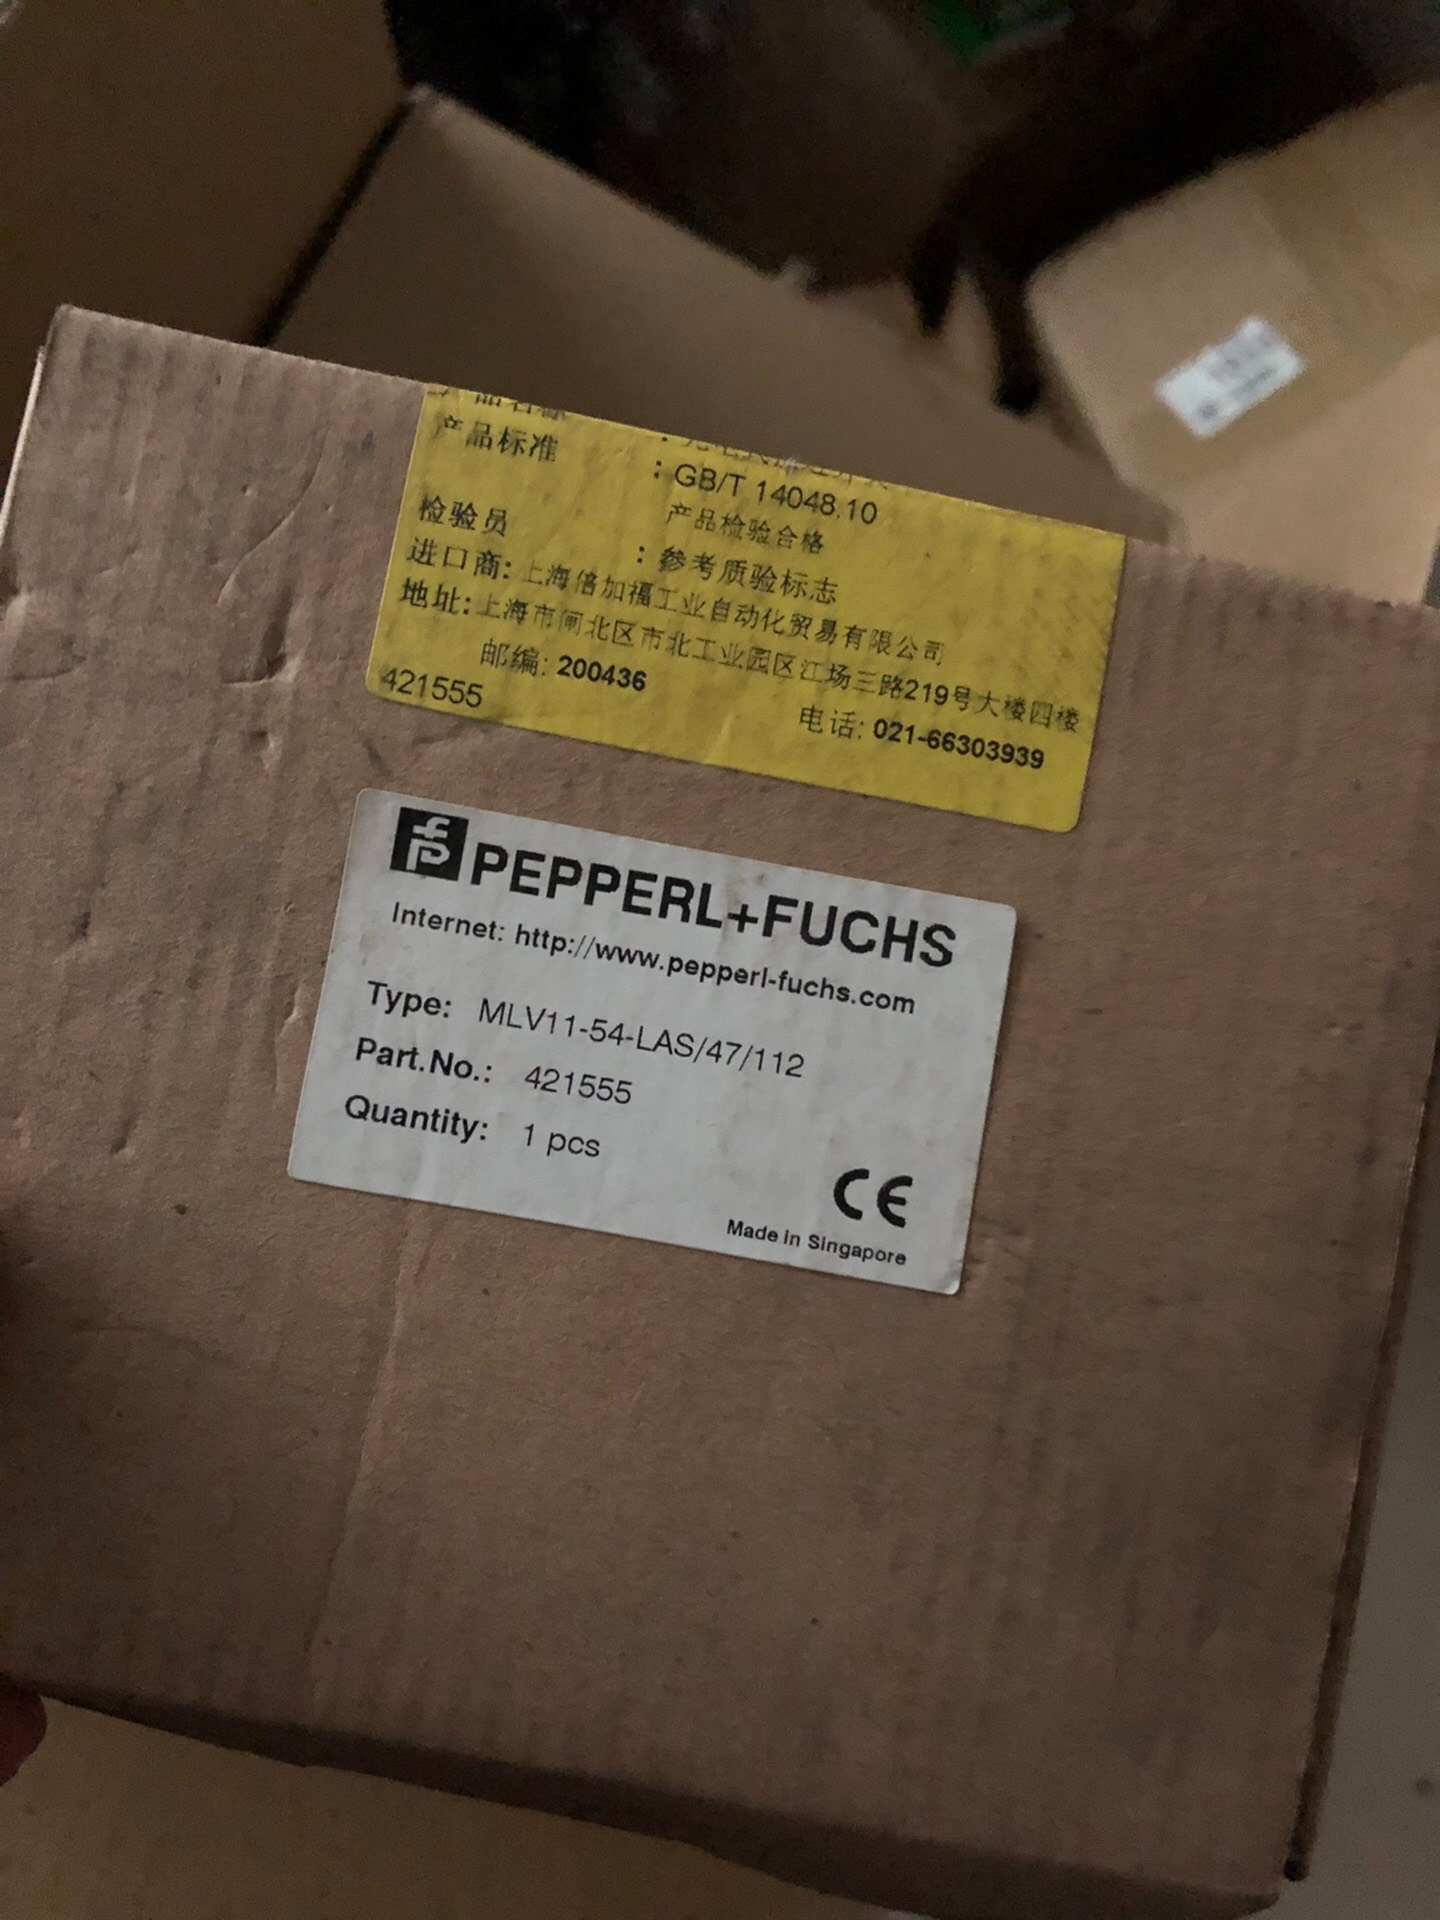 产品名称
产品标准 : GB/T 14048.10
产品检验合格
检验员 : 参考质验标志
进口商: 上海倍加福工业自动化贸易有限公司
地址: 上海市闸北区市北工业园区江场三路219号大楼四楼
邮编: 200436 电话: 021-66303939
421555
PEPPERL+FUCHS
Internet: http://www.pepperl-fuchs.com
Type: MLV11-54-LAS/47/112
Part.No.: 421555
Quantity: 1 pcs
CE
Made in Singapore